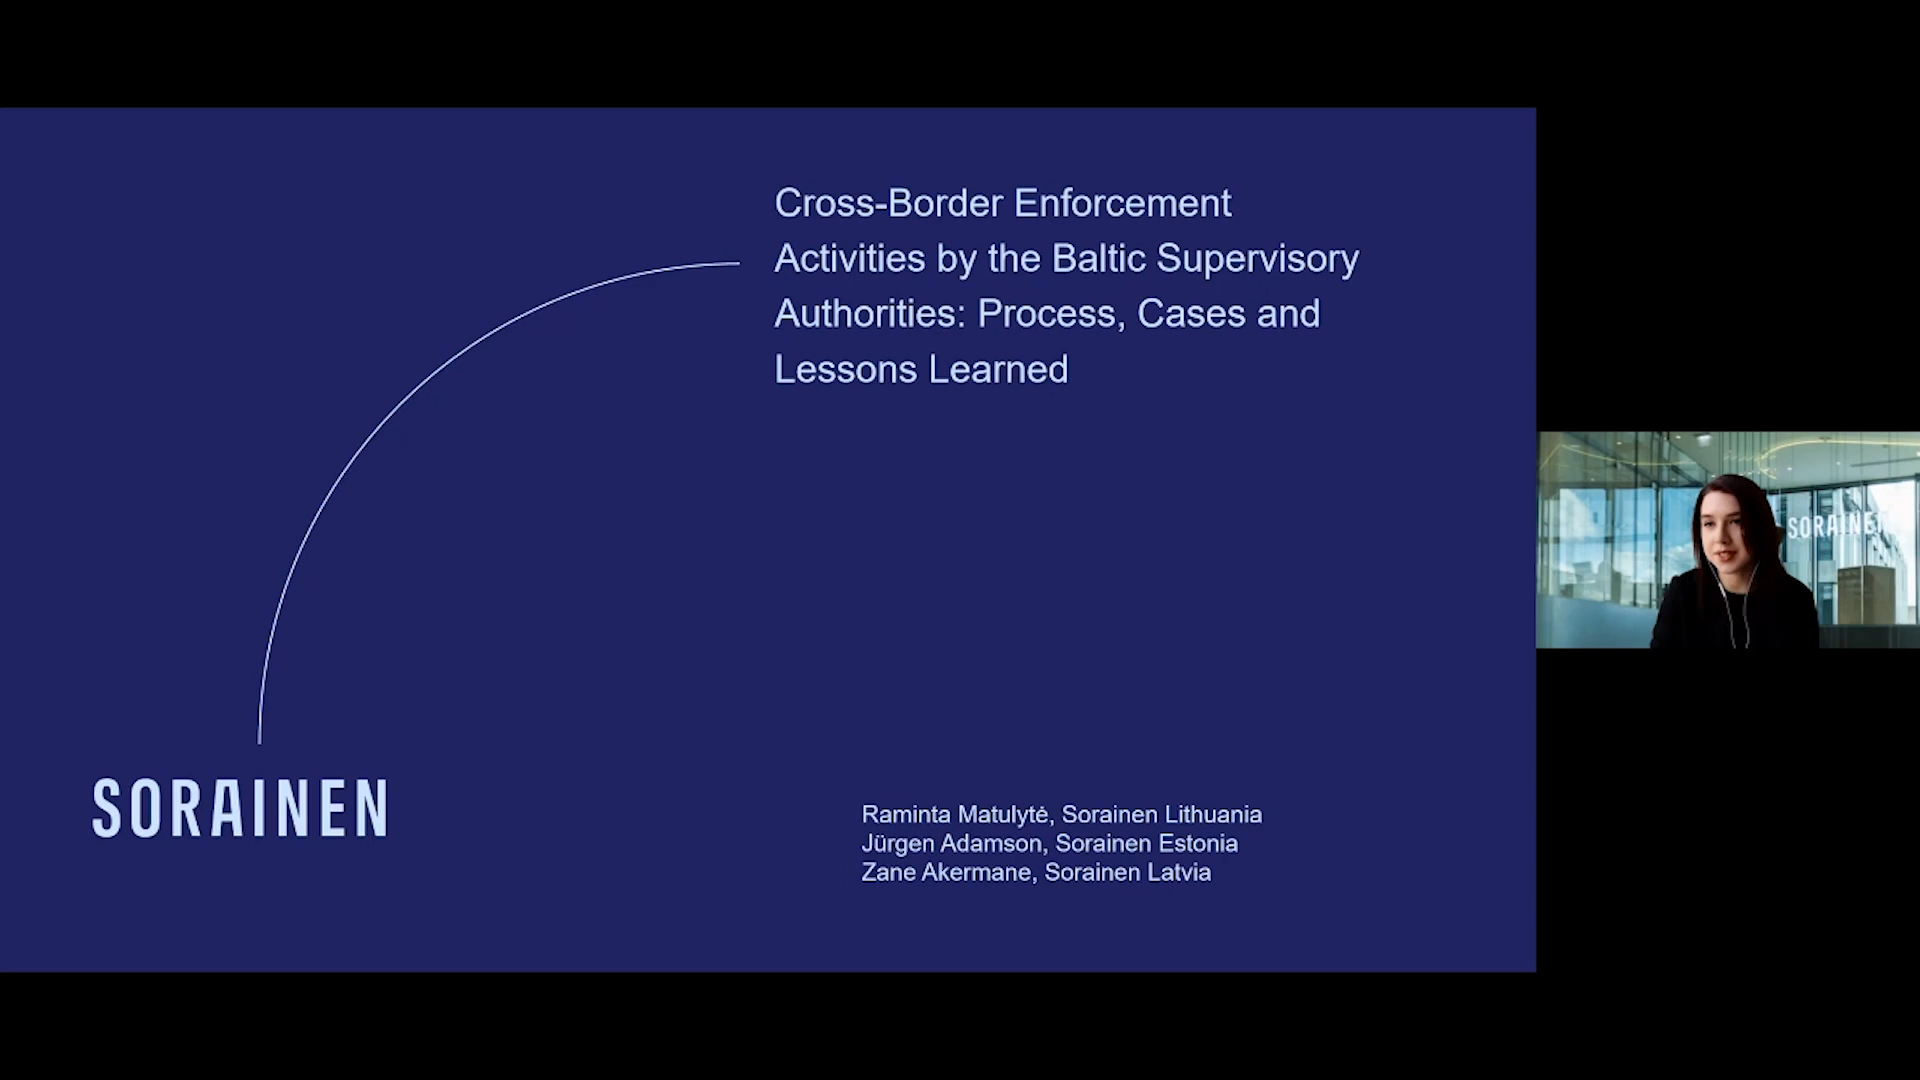 Cross-Border Enforcement
Activities by the Baltic Supervisory
Authorities: Process, Cases and
Lessons Learned
SORAINEN
SORAINEN
Raminta Matulytė, Sorainen Lithuania
Jürgen Adamson, Sorainen Estonia
Zane Akermane, Sorainen Latvia